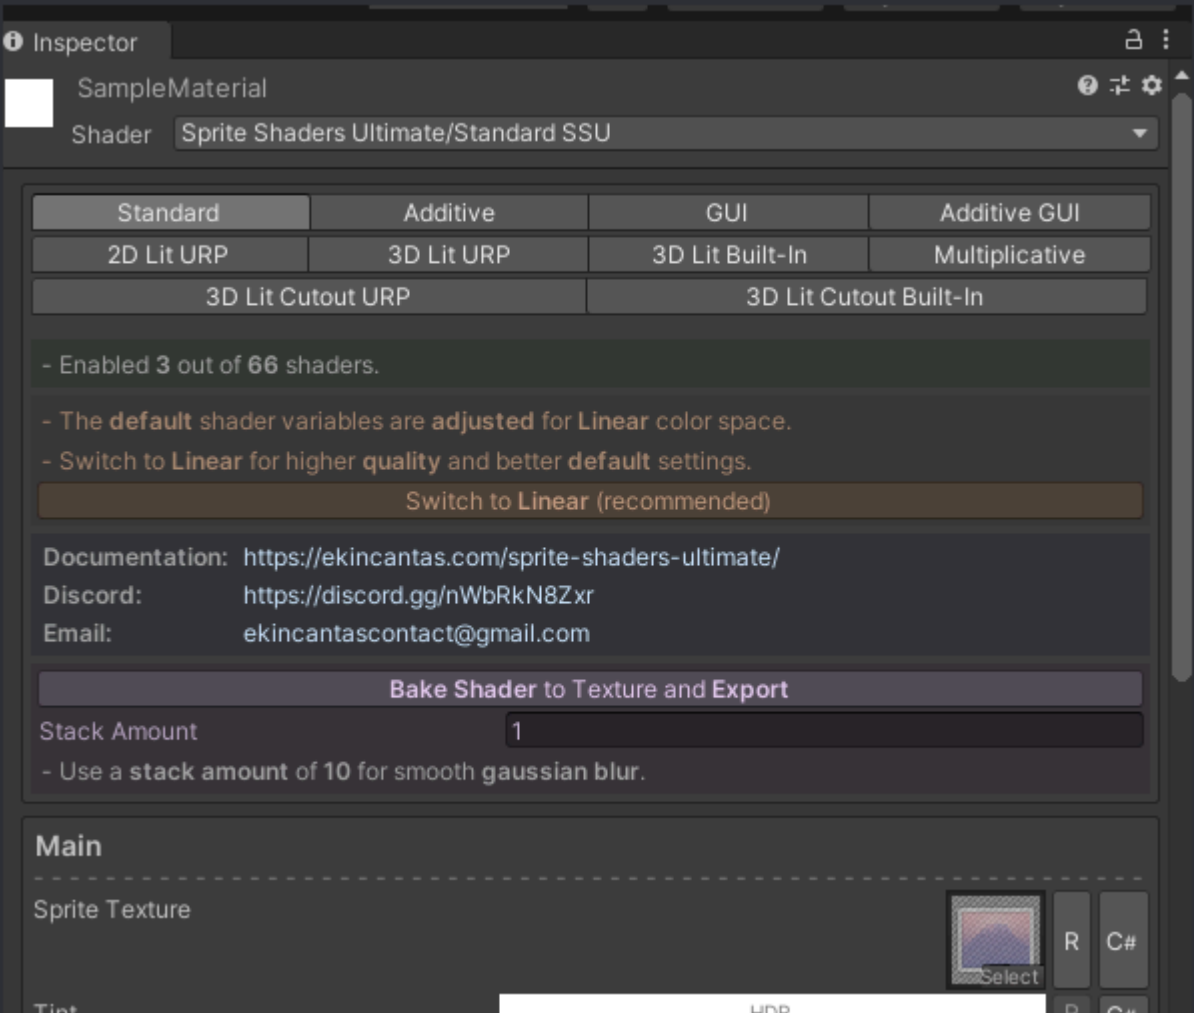 Inspector
SampleMaterial
Shader Sprite Shaders Ultimate/Standard SSU
Standard Additive GUI Additive GUI
2D Lit URP 3D Lit URP 3D Lit Built-In Multiplicative
3D Lit Cutout URP 3D Lit Cutout Built-In
- Enabled 3 out of 66 shaders.
- The default shader variables are adjusted for Linear color space.
- Switch to Linear for higher quality and better default settings.
Switch to Linear (recommended)
Documentation: https://ekincantas.com/sprite-shaders-ultimate/
Discord: https://discord.gg/nWbRkN8Zxr
Email: ekincantascontact@gmail.com
Bake Shader to Texture and Export
Stack Amount 1
- Use a stack amount of 10 for smooth gaussian blur.
Main
Sprite Texture R C#
Select
Tint HDR R C#